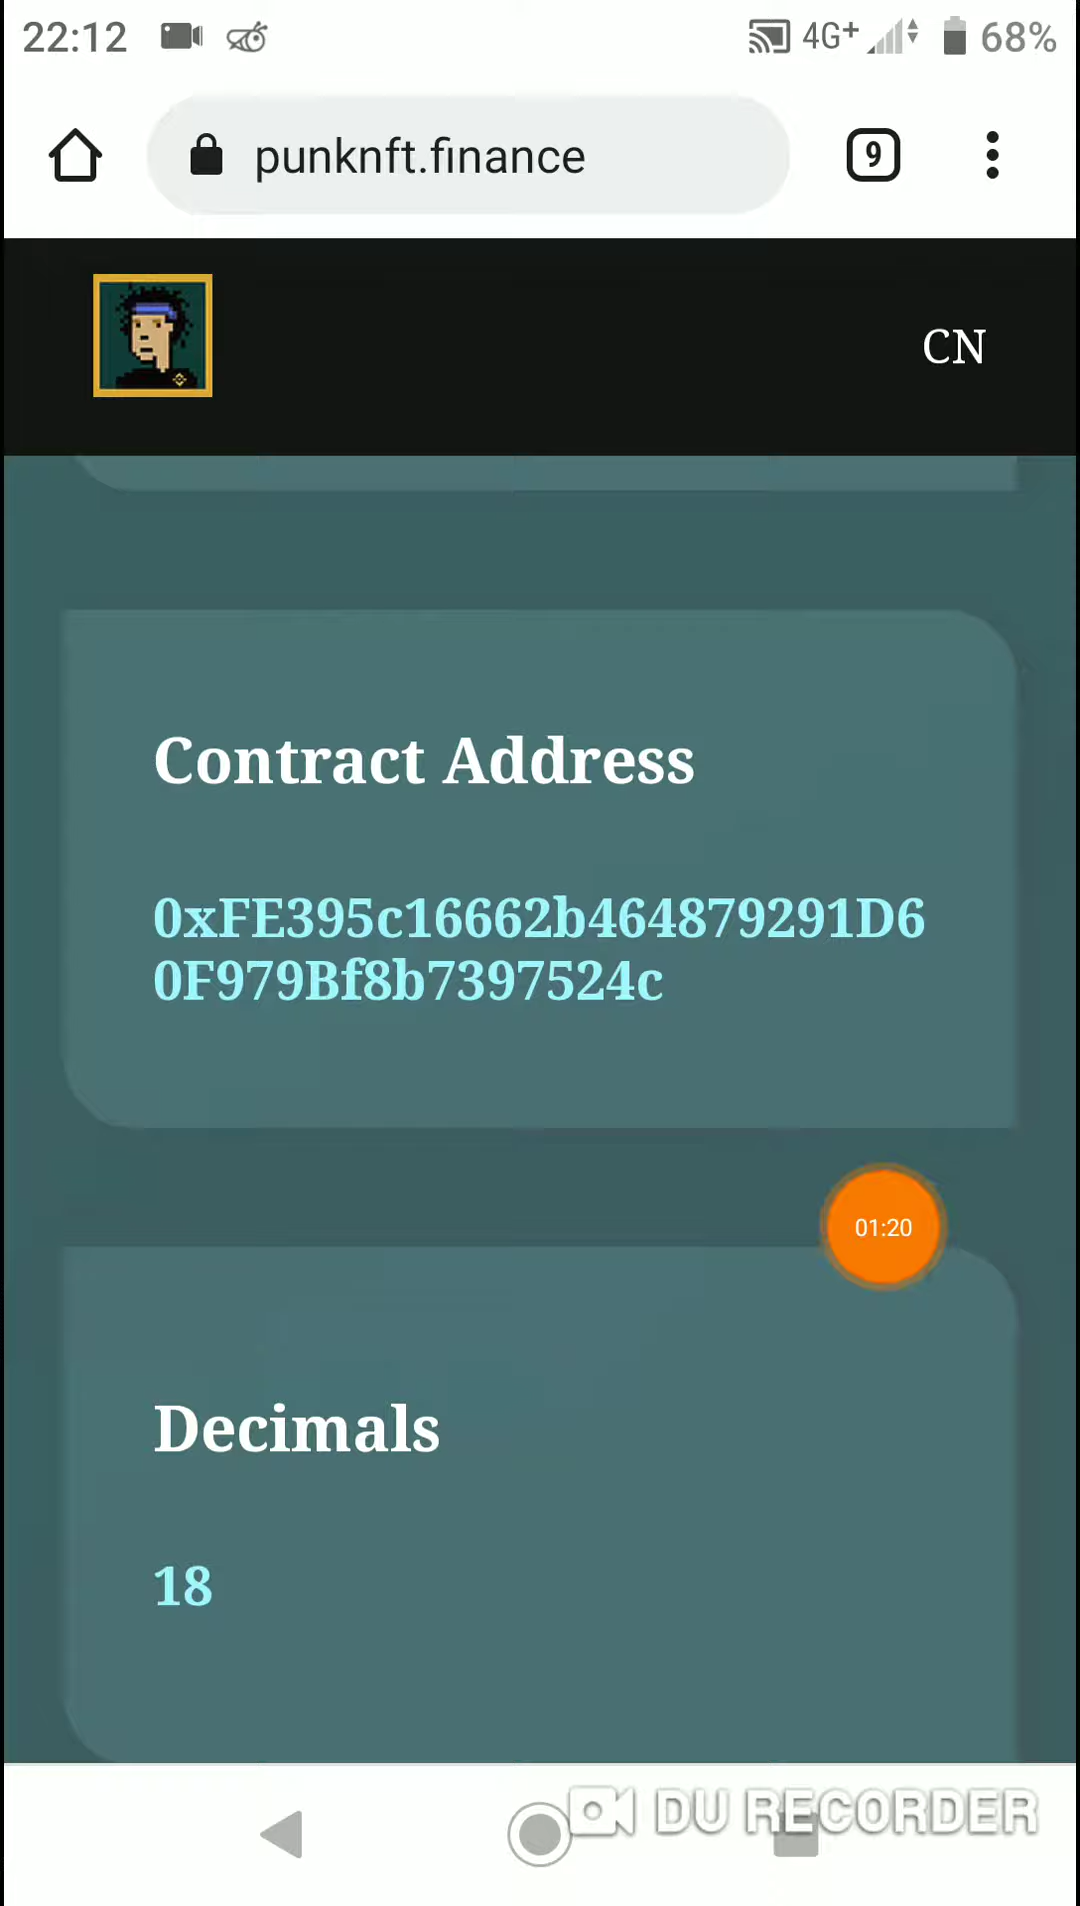 22:12 4G+ 68%
punknft.finance 9
CN
Contract Address
0xFE395c16662b464879291D6
0F979Bf8b7397524c
01:20
Decimals
18
DU RECORDER